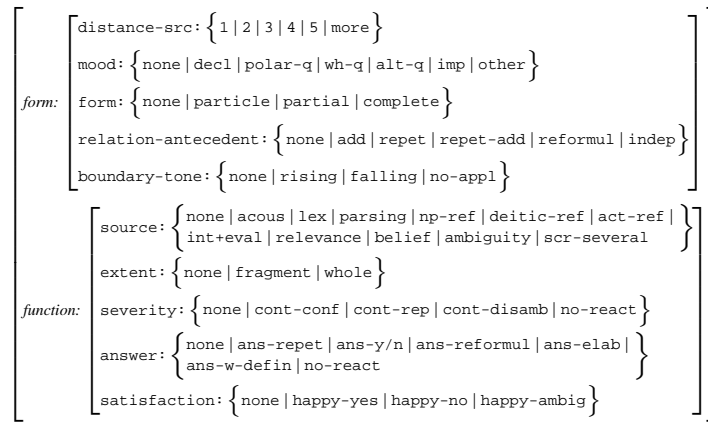 distance-src: {1|2|3|4|5|more}
mood: {none|decl|polar-q|wh-q|alt-q|imp|other}
form: form: {none|particle|partial|complete}
relation-antecedent: {none|add|repet|repet-add|reformul|indep}
boundary-tone: {none|rising|falling|no-appl}
source: {none|acous|lex|parsing|np-ref|deitic-ref|act-ref|
int+eval|relevance|belief|ambiguity|scr-several}
extent: {none|fragment|whole}
function: severity: {none|cont-conf|cont-rep|cont-disamb|no-react}
answer: {none|ans-repet|ans-y/n|ans-reformul|ans-elab|
ans-w-defin|no-react}
satisfaction: {none|happy-yes|happy-no|happy-ambig}